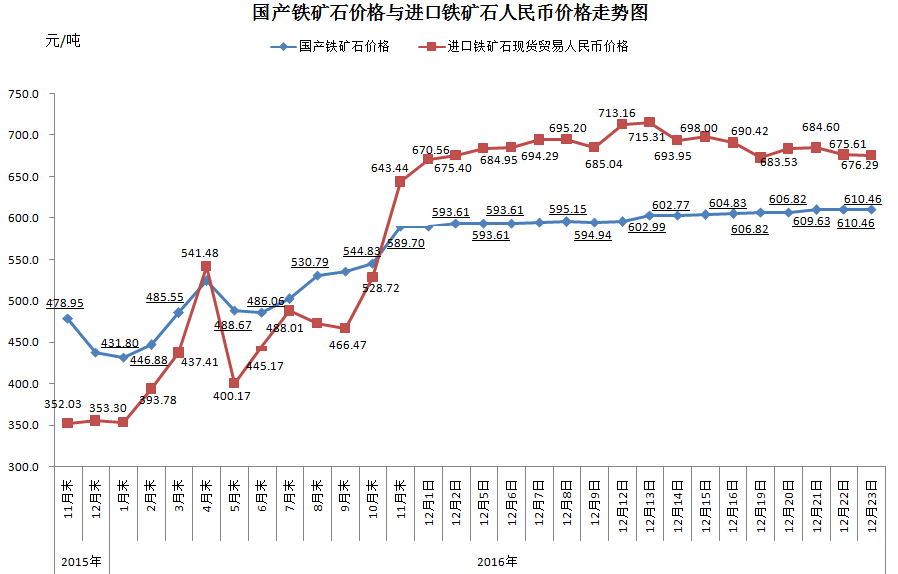 国产铁矿石价格与进口铁矿石人民币价格走势图
元/吨
国产铁矿石价格 进口铁矿石现货贸易人民币价格
750.0
700.0
650.0
600.0
550.0
500.0
450.0
400.0
350.0
300.0
478.95
431.80
446.88
485.55
488.67
486.06
530.79
544.83
589.70
593.61
593.61
593.61
595.15
594.94
602.99
602.77
604.83
606.82
606.82
609.63
610.46
610.46
352.03
353.30
393.78
437.41
541.48
400.17
445.17
488.01
466.47
528.72
643.44
670.56
675.40
684.95
694.29
695.20
685.04
713.16
715.31
693.95
698.00
690.42
683.53
684.60
675.61
676.29
11月末
12月末
1月末
2月末
3月末
4月末
5月末
6月末
7月末
8月末
9月末
10月末
11月末
12月1日
12月2日
12月5日
12月6日
12月7日
12月8日
12月9日
12月12日
12月13日
12月14日
12月15日
12月16日
12月19日
12月20日
12月21日
12月22日
12月23日
2015年 2016年